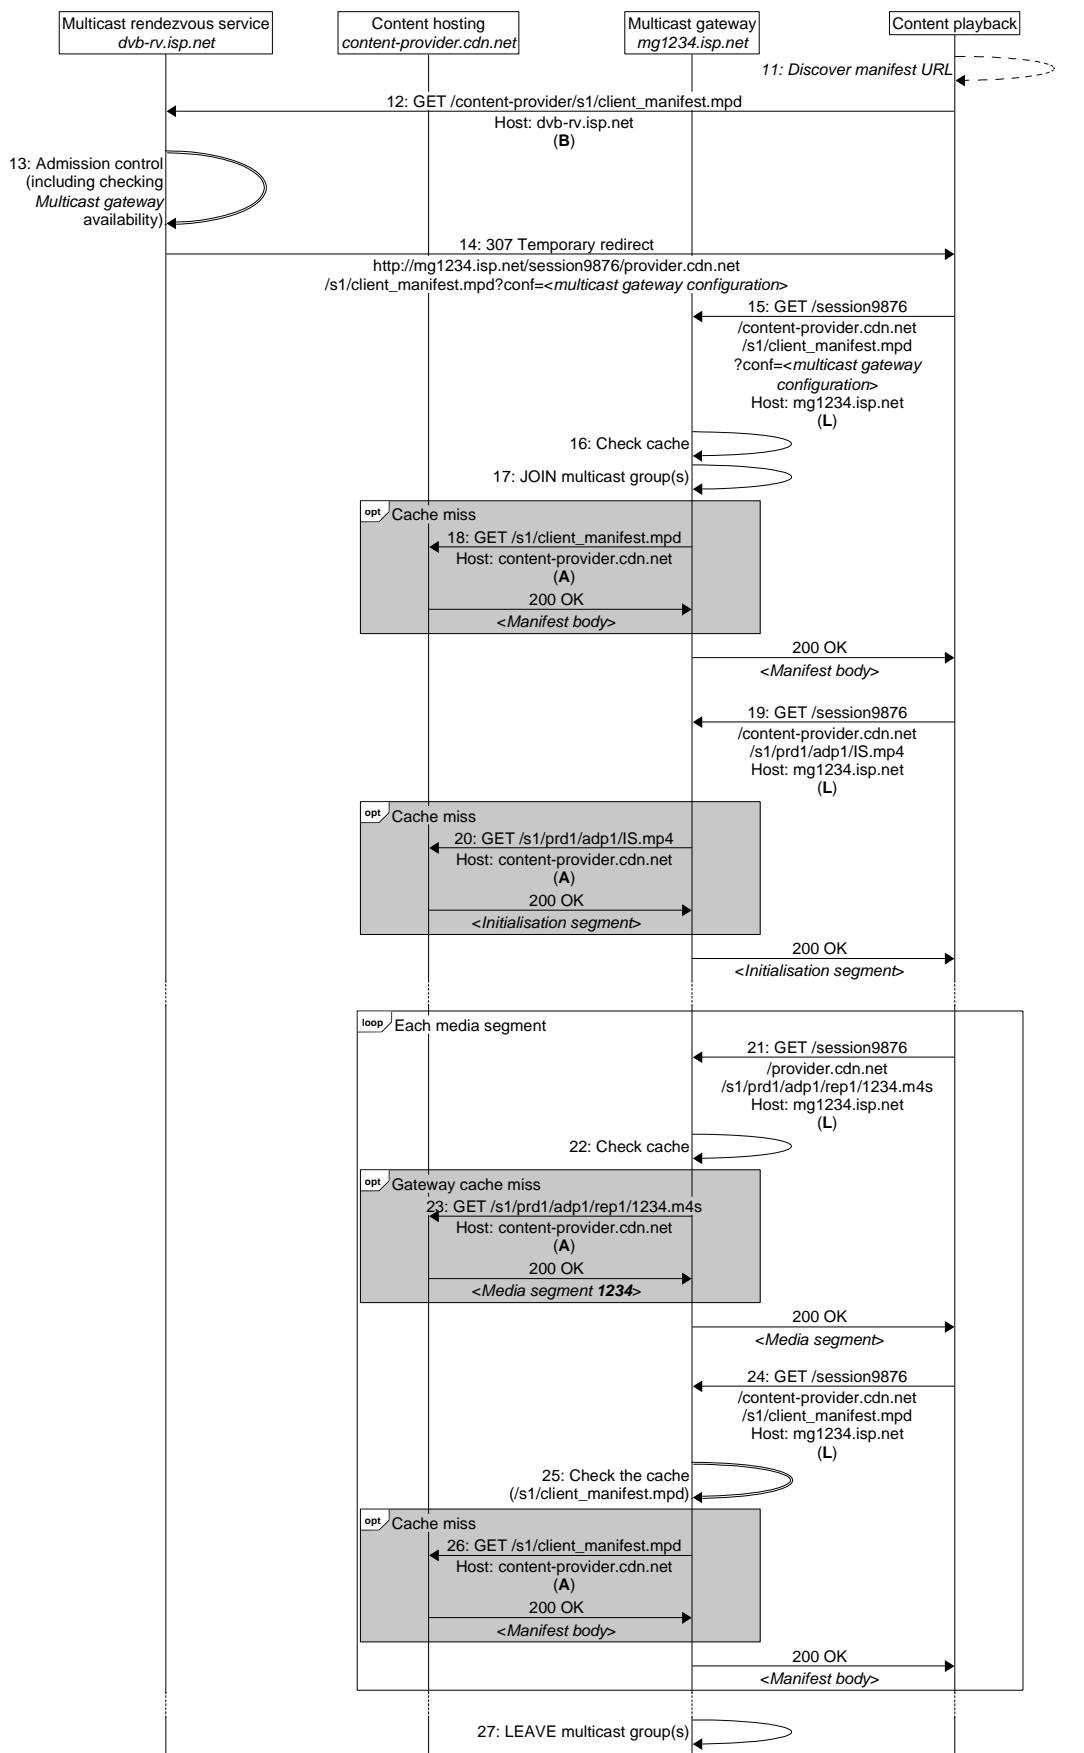 Multicast rendezvous service
dvb-rv.isp.net
Content hosting
content-provider.cdn.net
Multicast gateway
mg1234.isp.net
Content playback
11: Discover manifest URL
12: GET /content-provider/s1/client_manifest.mpd
Host: dvb-rv.isp.net
(B)
13: Admission control
(including checking
Multicast gateway
availability)
14: 307 Temporary redirect
http://mg1234.isp.net/session9876/provider.cdn.net
/s1/client_manifest.mpd?conf=<multicast gateway configuration>
15: GET /session9876
/content-provider.cdn.net
/s1/client_manifest.mpd
?conf=<multicast gateway
configuration>
Host: mg1234.isp.net
(L)
16: Check cache
17: JOIN multicast group(s)
opt
Cache miss
18: GET /s1/client_manifest.mpd
Host: content-provider.cdn.net
(A)
200 OK
<Manifest body>
200 OK
<Manifest body>
19: GET /session9876
/content-provider.cdn.net
/s1/prd1/adp1/IS.mp4
Host: mg1234.isp.net
(L)
opt
Cache miss
20: GET /s1/prd1/adp1/IS.mp4
Host: content-provider.cdn.net
(A)
200 OK
<Initialisation segment>
200 OK
<Initialisation segment>
loop
Each media segment
21: GET /session9876
/provider.cdn.net
/s1/prd1/adp1/rep1/1234.m4s
Host: mg1234.isp.net
(L)
22: Check cache
opt
Gateway cache miss
23: GET /s1/prd1/adp1/rep1/1234.m4s
Host: content-provider.cdn.net
(A)
200 OK
<Media segment 1234>
200 OK
<Media segment>
24: GET /session9876
/content-provider.cdn.net
/s1/client_manifest.mpd
Host: mg1234.isp.net
(L)
25: Check the cache
(/s1/client_manifest.mpd)
opt
Cache miss
26: GET /s1/client_manifest.mpd
Host: content-provider.cdn.net
(A)
200 OK
<Manifest body>
200 OK
<Manifest body>
27: LEAVE multicast group(s)